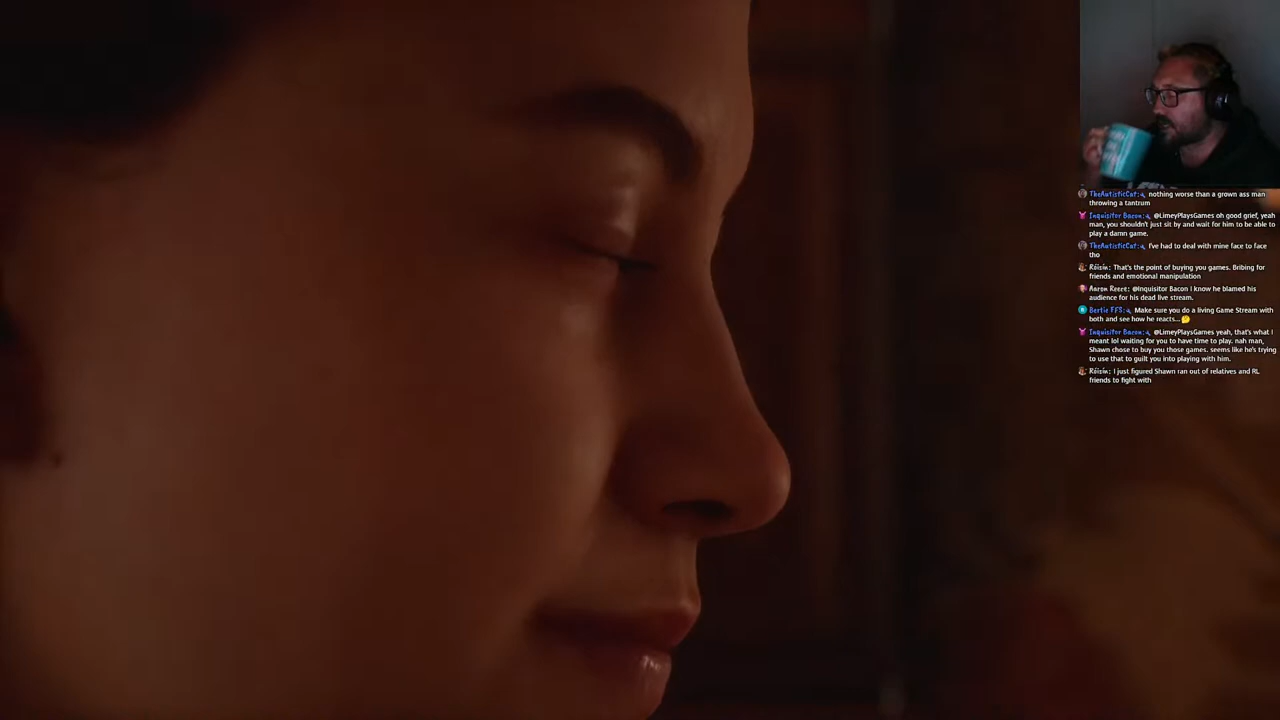 TheAutisticCat: nothing worse than a grown ass man
throwing a tantrum
Inquisitor Bacon: @LimeyPlaysGames oh good grief, yeah
man, you shouldn't just sit by and wait for him to be able to
play a damn game.
TheAutisticCat: I've had to deal with mine face to face
tho
Róisín: That's the point of buying you games. Bribing for
friends and emotional manipulation
Aaron Reece: @Inquisitor Bacon I know he blamed his
audience for his dead live stream.
Bertie FFS: Make sure you do a living Game Stream with
both and see how he reacts...🤔
Inquisitor Bacon: @LimeyPlaysGames yeah, that's what I
meant lol waiting for you to have time to play. nah man,
Shawn chose to buy you those games. seems like he's trying
to use that to guilt you into playing with him.
Róisín: I just figured Shawn ran out of relatives and RL
friends to fight with